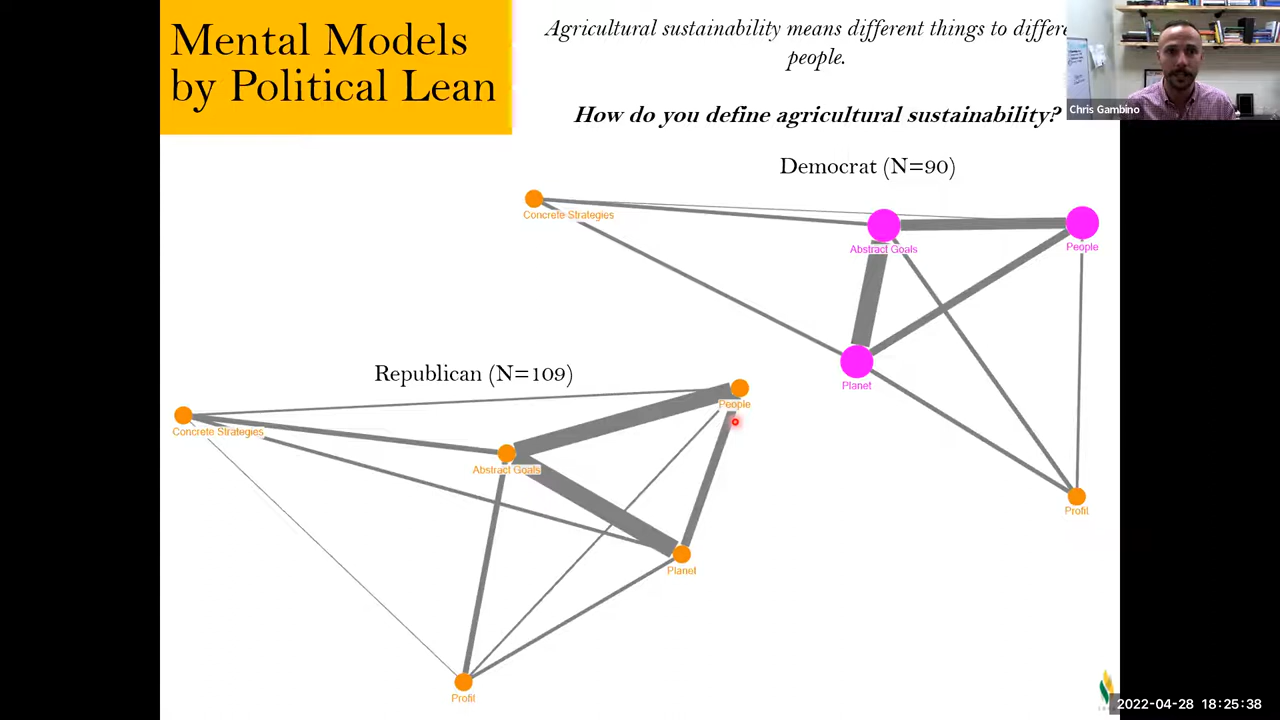 Mental Models
by Political Lean
Agricultural sustainability means different things to
people.
How do you define agricultural sustainability?
Chris Gambino
Democrat (N=90)
Concrete Strategies
Abstract Goals
People
Planet
Profit
Republican (N=109)
People
Concrete Strategies
Abstract Goals
Planet
Profit
2022-04-28 18:25:38